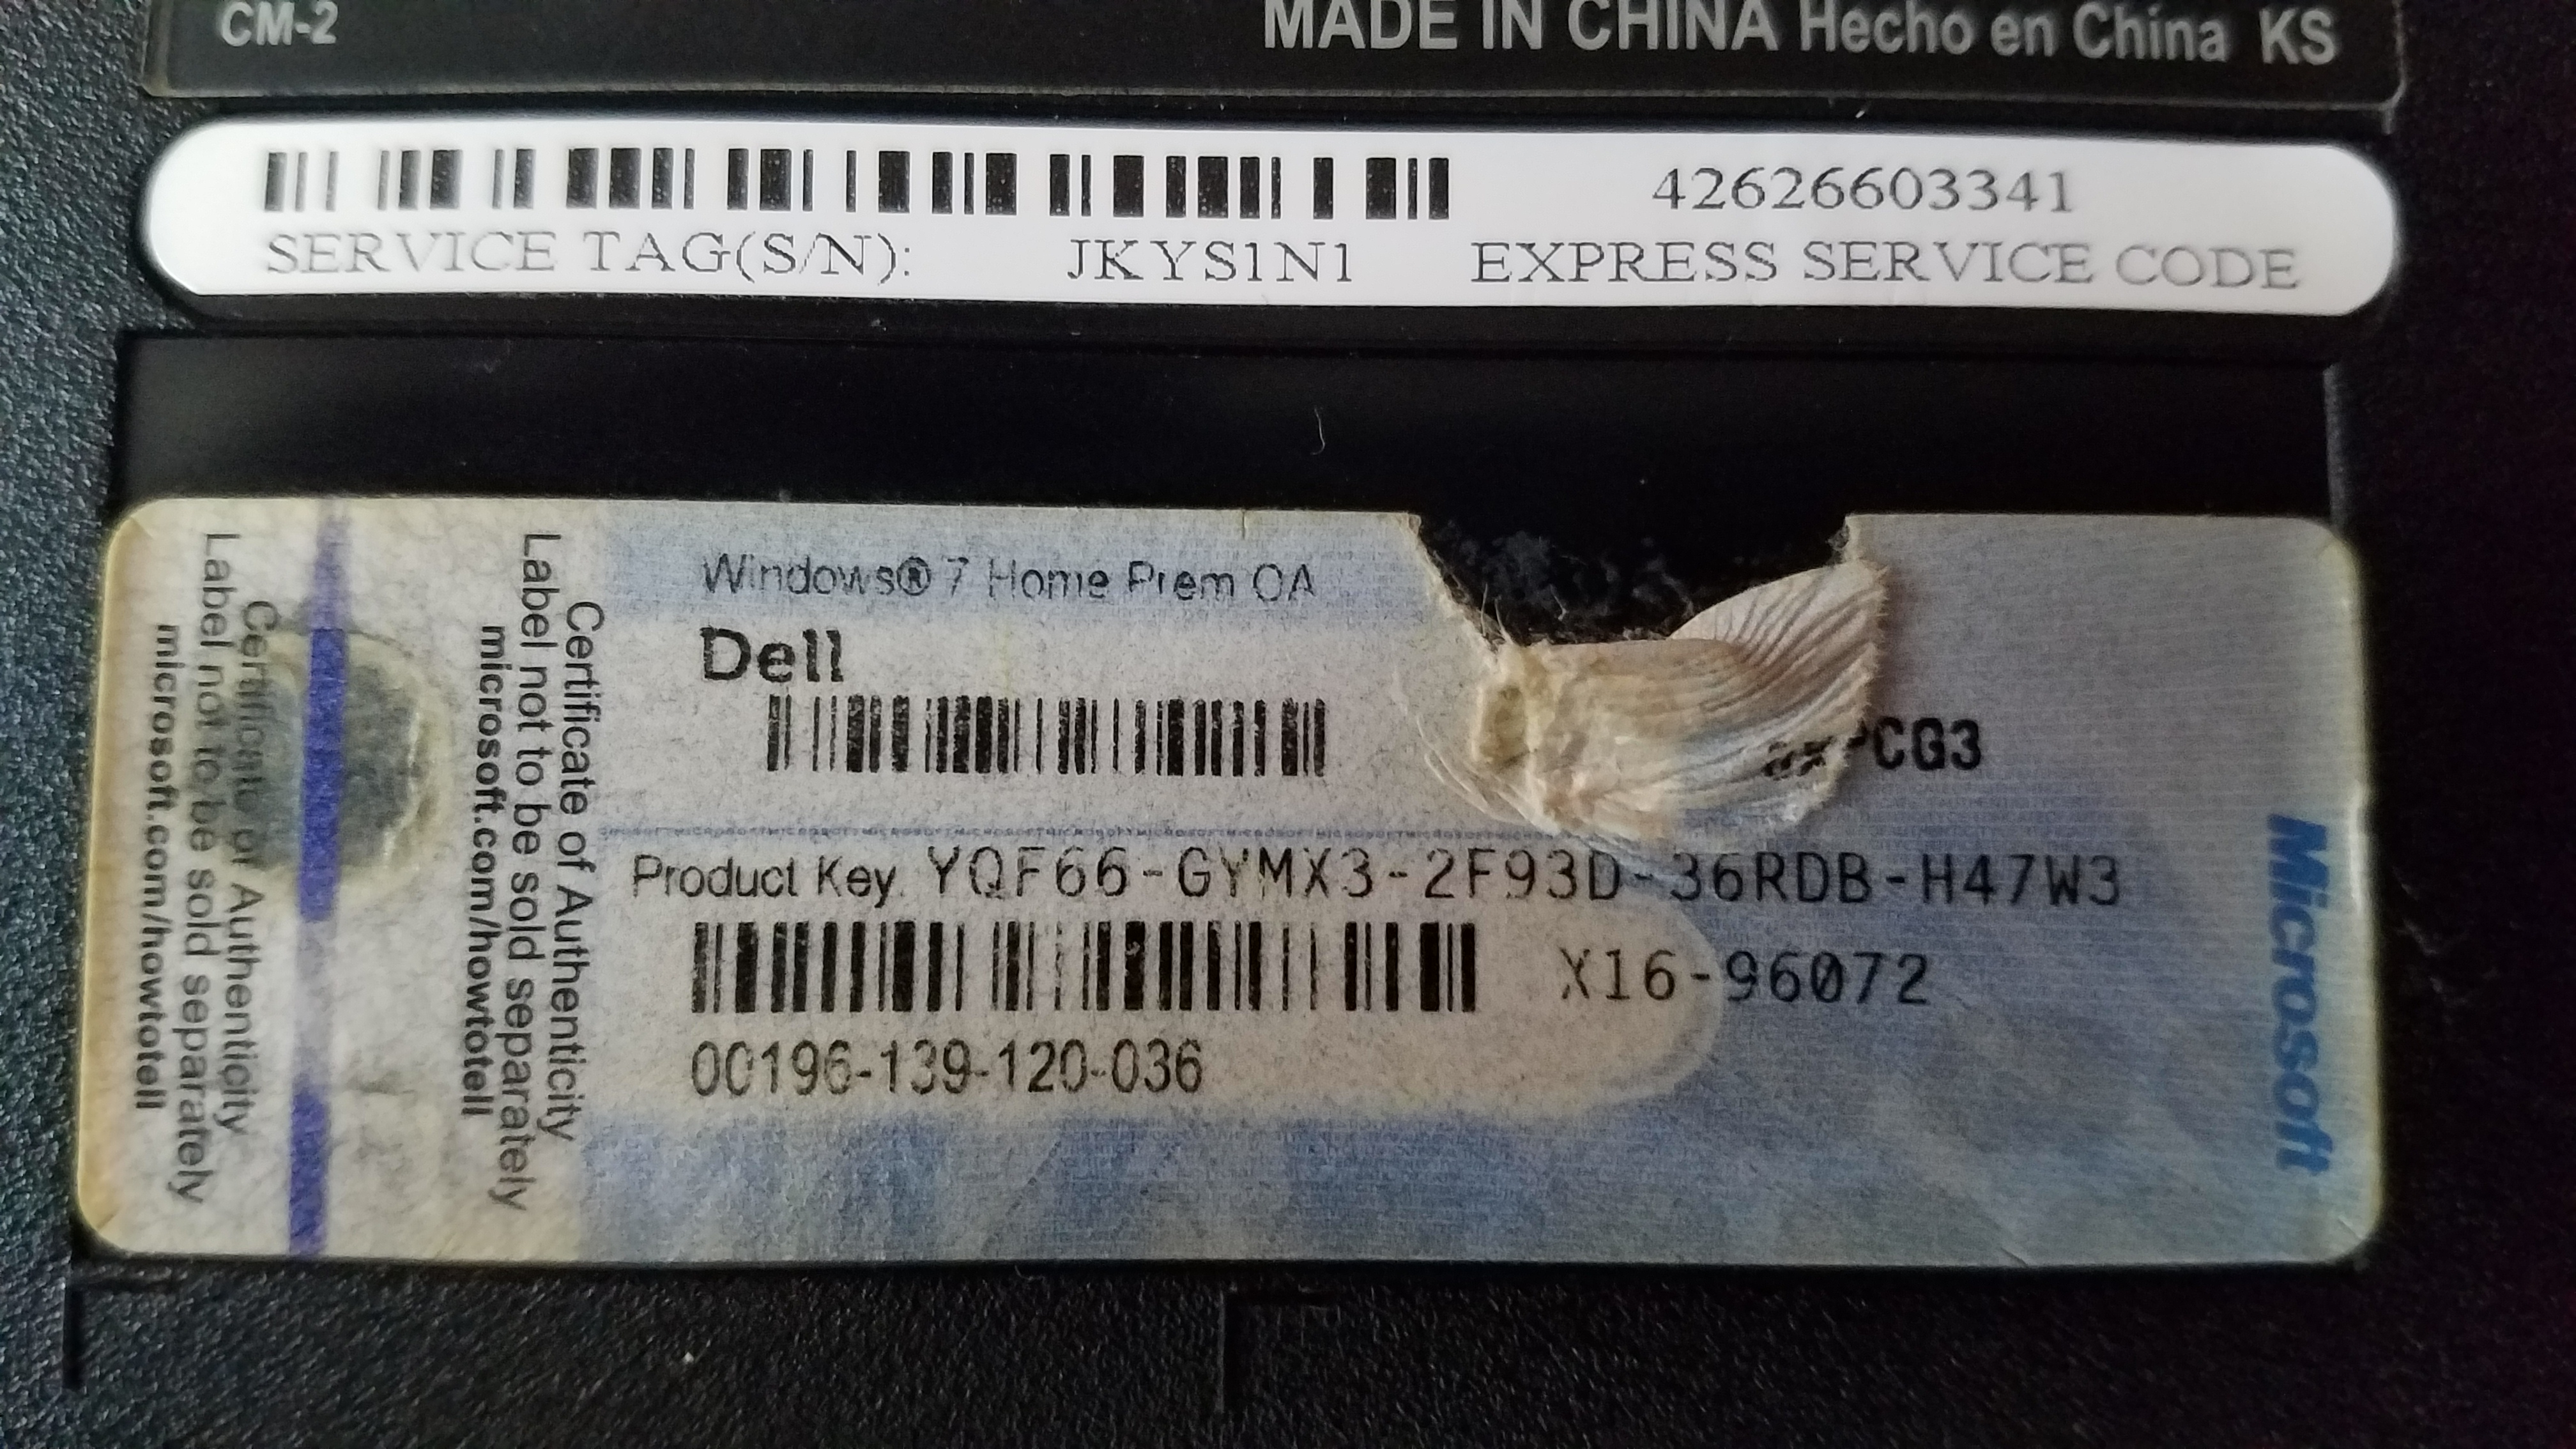 CM-2
MADE IN CHINA Hecho en China KS
42626603341
SERVICE TAG(S/N): JKYS1N1 EXPRESS SERVICE CODE
Certificate of Authenticity
Label not to be sold separately
microsoft.com/howtotell
Certificate of Authenticity
Label not to be sold separately
microsoft.com/howtotell
Windows® 7 Home Prem OA
Dell
Product Key: YQF66-GYMX3-2F93D-36RDB-H47W3
X16-96072
00196-139-120-036
Microsoft